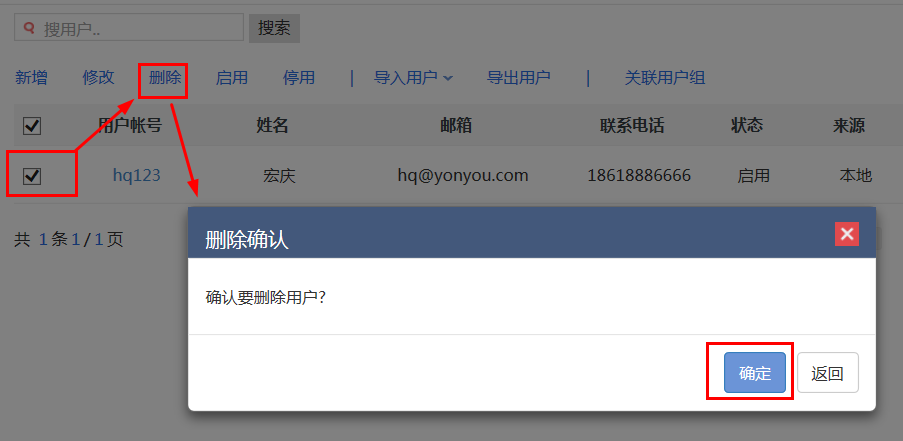 搜用户.. 搜索
新增 修改 删除 启用 停用 | 导入用户 导出用户 | 关联用户组
用户帐号 姓名 邮箱 联系电话 状态 来源
hq123 宏庆 hq@yonyou.com 18618886666 启用 本地
共 1 条 1 / 1 页
删除确认
确认要删除用户?
确定 返回